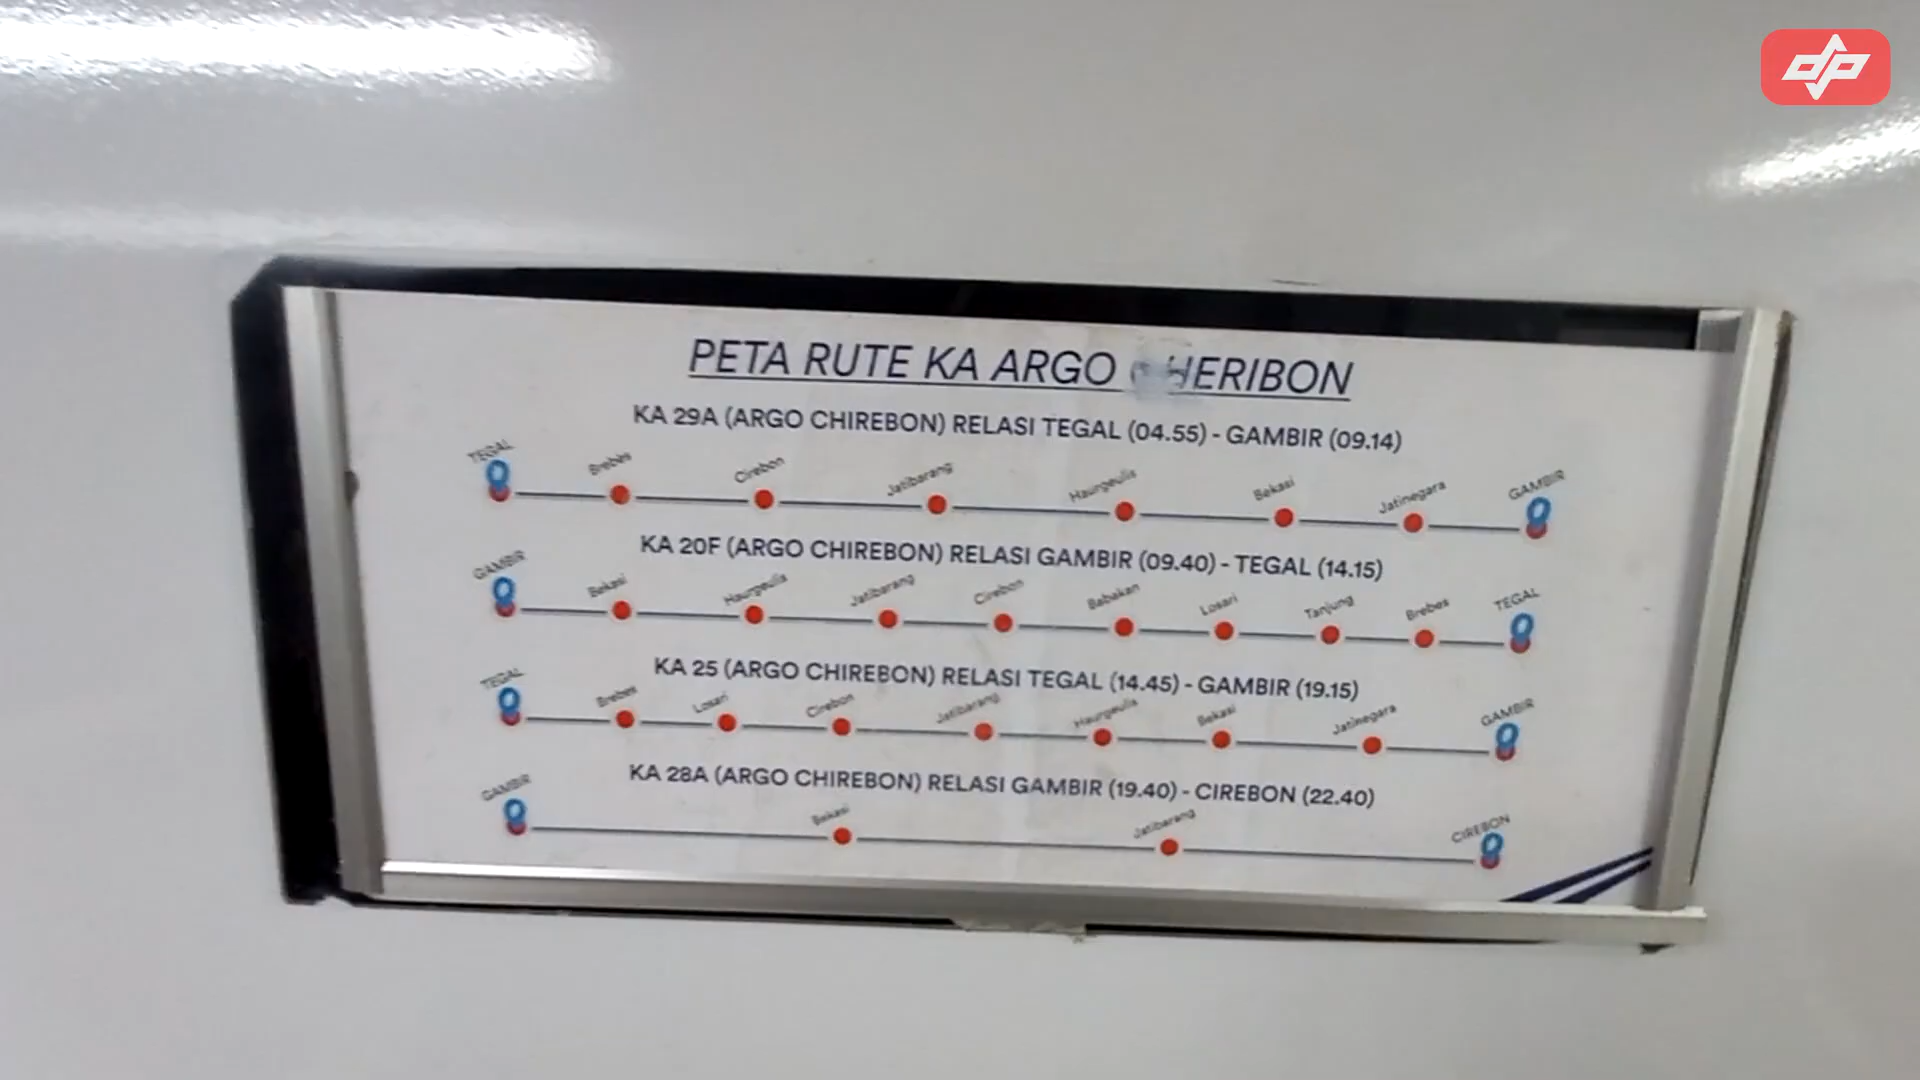 PETA RUTE KA ARGO CHERIBON
KA 29A (ARGO CHIREBON) RELASI TEGAL (04.55) - GAMBIR (09.14)
TEGAL Brebes Cirebon Jatibarang Haurgeulis Bekasi Jatinegara GAMBIR
KA 20F (ARGO CHIREBON) RELASI GAMBIR (09.40) - TEGAL (14.15)
GAMBIR Bekasi Haurgeulis Jatibarang Cirebon Babakan Losari Tanjung Brebes TEGAL
KA 25 (ARGO CHIREBON) RELASI TEGAL (14.45) - GAMBIR (19.15)
TEGAL Brebes Losari Cirebon Jatibarang Haurgeulis Bekasi Jatinegara GAMBIR
KA 28A (ARGO CHIREBON) RELASI GAMBIR (19.40) - CIREBON (22.40)
GAMBIR Bekasi Jatibarang CIREBON